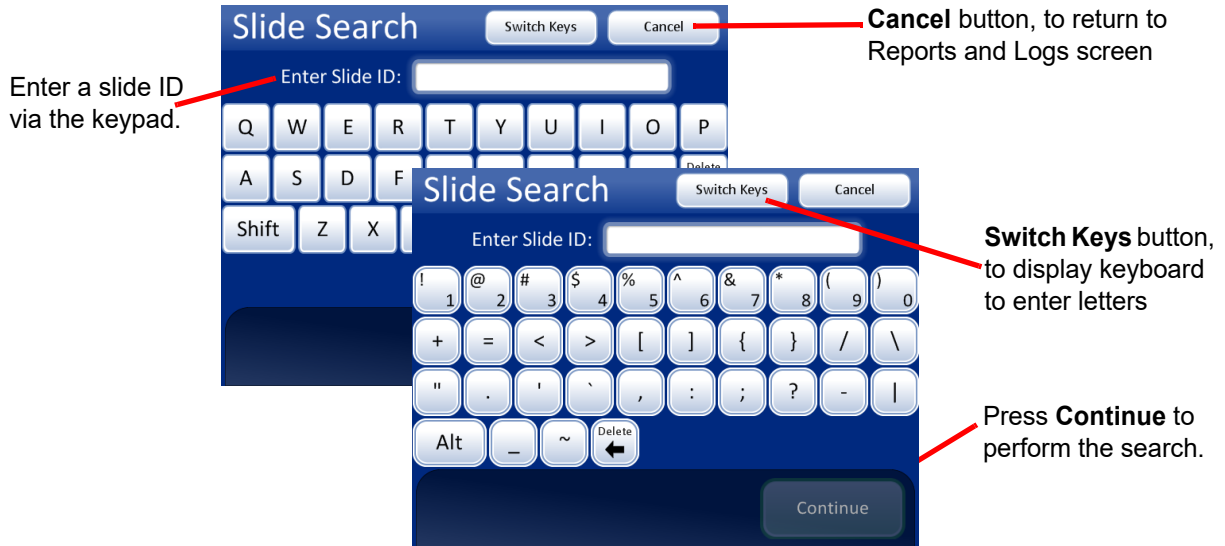 Slide Search
Switch Keys
Cancel
Cancel button, to return to
Reports and Logs screen
Enter a slide ID
via the keypad.
Enter Slide ID:
Q W E R T Y U I O P
A S D F
Delete
Shift Z X
Slide Search
Switch Keys
Cancel
Enter Slide ID:
Switch Keys button,
to display keyboard
to enter letters
! 1 @ 2 # 3 $ 4 % 5 ^ 6 & 7 * 8 ( 9 ) 0
+ = < > [ ] { } / \
" . ' ` , : ; ? - |
Alt _ ~ Delete
Press Continue to
perform the search.
Continue